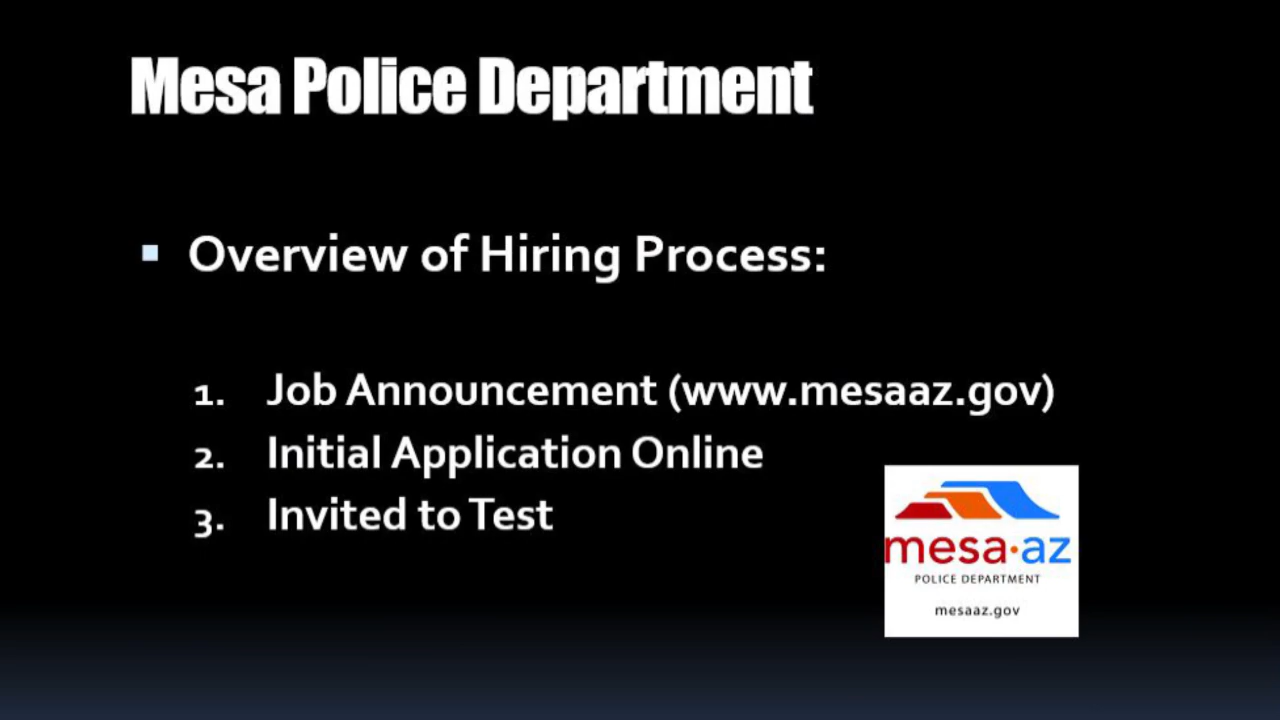 Mesa Police Department
▪ Overview of Hiring Process:
1. Job Announcement (www.mesaaz.gov)
2. Initial Application Online
3. Invited to Test
mesa·az
POLICE DEPARTMENT
mesaaz.gov